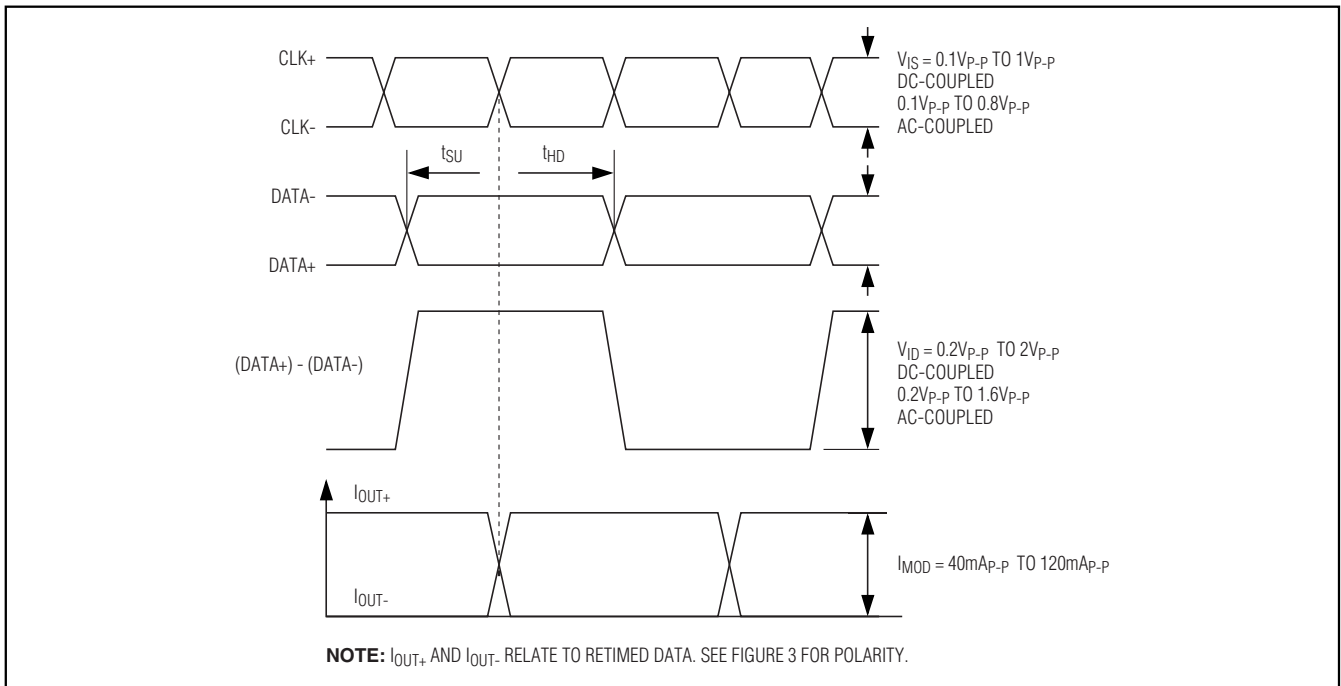 CLK+
CLK-
V_IS = 0.1V_P-P TO 1V_P-P
DC-COUPLED
0.1V_P-P TO 0.8V_P-P
AC-COUPLED
t_SU
t_HD
DATA-
DATA+
(DATA+) - (DATA-)
V_ID = 0.2V_P-P TO 2V_P-P
DC-COUPLED
0.2V_P-P TO 1.6V_P-P
AC-COUPLED
I_OUT+
I_OUT-
I_MOD = 40mA_P-P TO 120mA_P-P
NOTE: I_OUT+ AND I_OUT- RELATE TO RETIMED DATA. SEE FIGURE 3 FOR POLARITY.